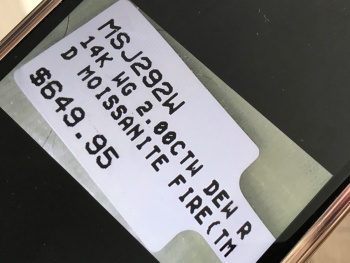 MSJ292W
14K WG 2.00CTW DEW R
D MOISSANITE FIRE(TM
$649.95